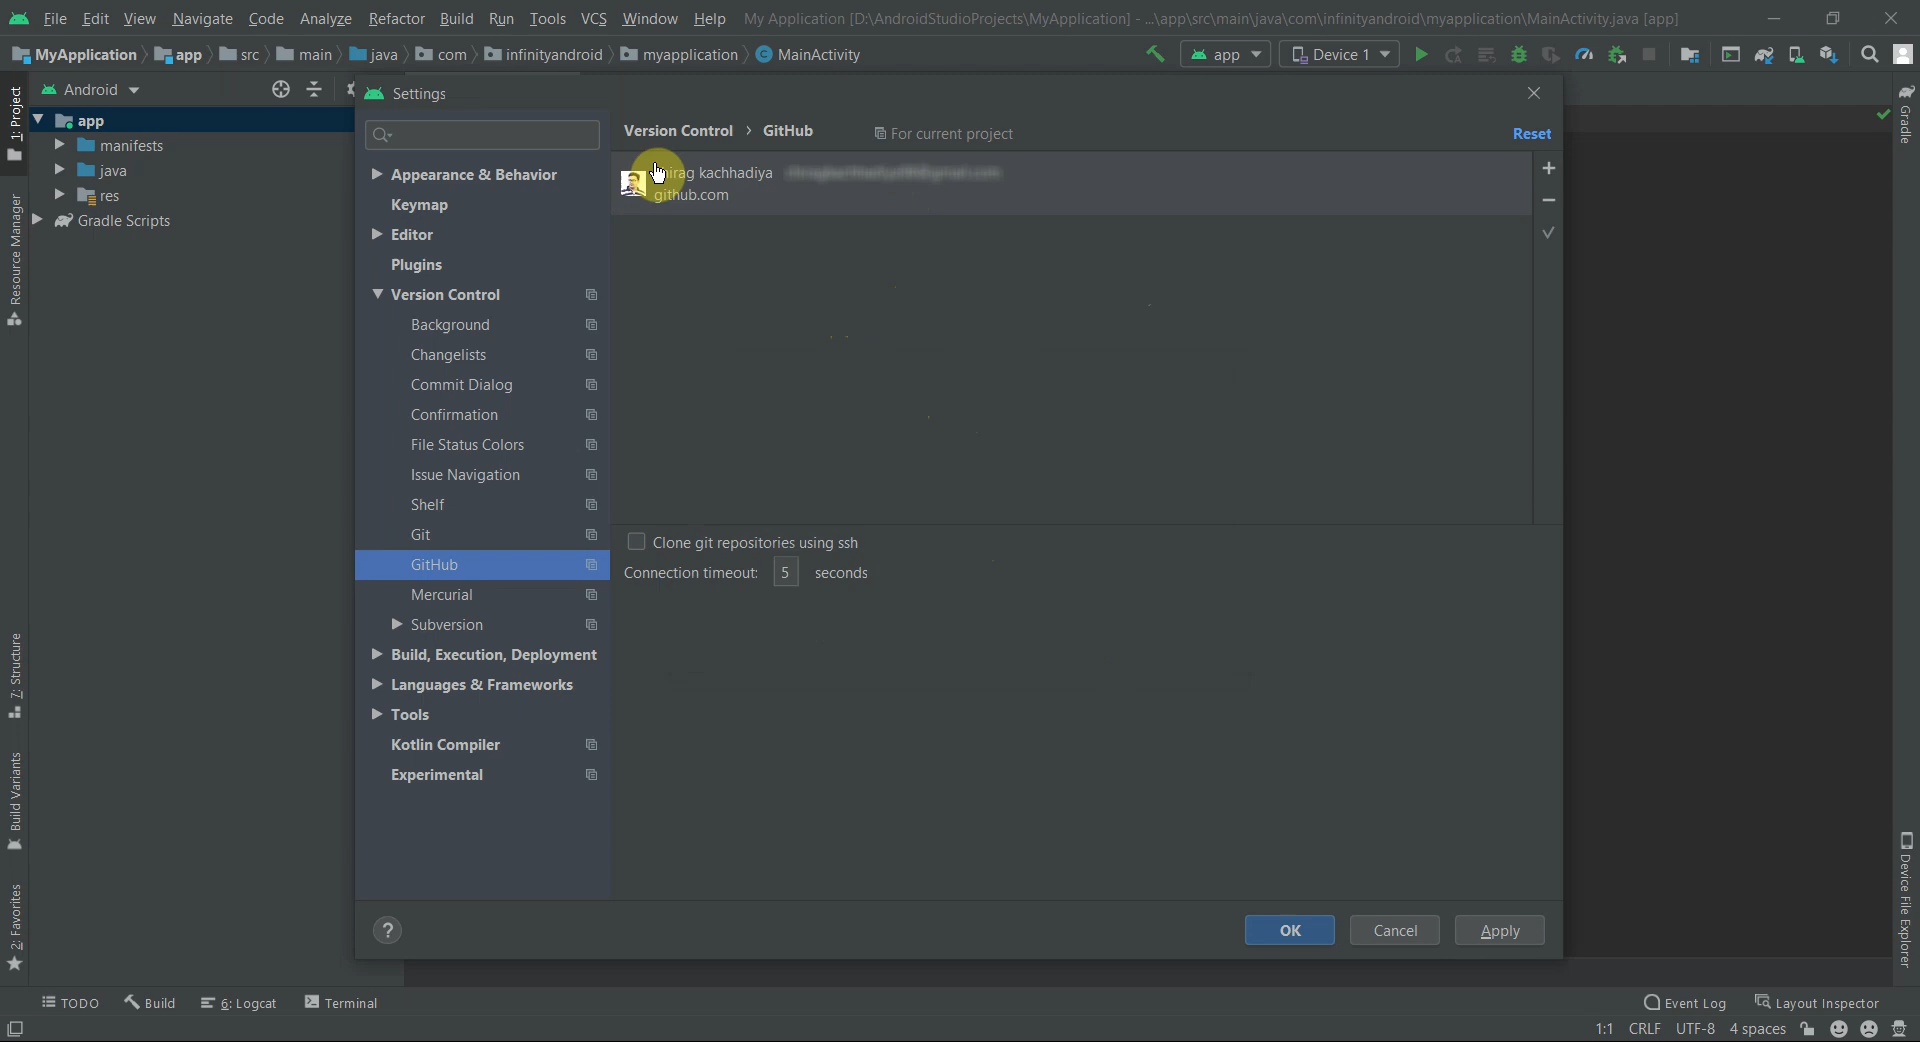 File Edit View Navigate Code Analyze Refactor Build Run Tools VCS Window Help My Application [D:\AndroidStudioProjects\MyApplication] - ...\app\src\main\java\com\infinityandroid\myapplication\MainActivity.java [app]
MyApplication app src main java com infinityandroid myapplication MainActivity app Device 1
1: Project
Resource Manager
7: Structure
Build Variants
2: Favorites
Android
app
manifests
java
res
Gradle Scripts
Settings
Appearance & Behavior
Keymap
Editor
Plugins
Version Control
Background
Changelists
Commit Dialog
Confirmation
File Status Colors
Issue Navigation
Shelf
Git
GitHub
Mercurial
Subversion
Build, Execution, Deployment
Languages & Frameworks
Tools
Kotlin Compiler
Experimental
Version Control › GitHub For current project Reset
kachhadiya
github.com
Clone git repositories using ssh
Connection timeout: 5 seconds
? OK Cancel Apply
Gradle
Device File Explorer
TODO Build 6: Logcat Terminal Event Log Layout Inspector
1:1 CRLF UTF-8 4 spaces